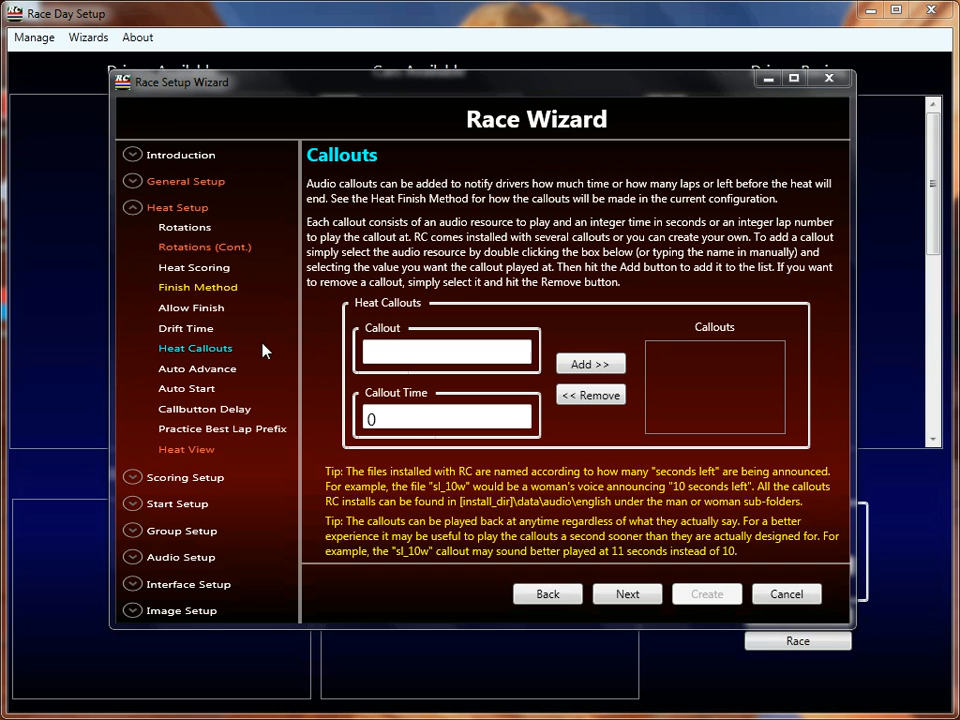 Race Day Setup
Manage Wizards About
Drivers Available Cars Available
Race Setup Wizard
Race Wizard
Introduction
General Setup
Heat Setup
Rotations
Rotations (Cont.)
Heat Scoring
Finish Method
Allow Finish
Drift Time
Heat Callouts
Auto Advance
Auto Start
Callbutton Delay
Practice Best Lap Prefix
Heat View
Scoring Setup
Start Setup
Group Setup
Audio Setup
Interface Setup
Image Setup
Callouts
Audio callouts can be added to notify drivers how much time or how many laps or left before the heat will
end. See the Heat Finish Method for how the callouts will be made in the current configuration.
Each callout consists of an audio resource to play and an integer time in seconds or an integer lap number
to play the callout at. RC comes installed with several callouts or you can create your own. To add a callout
simply select the audio resource by double clicking the box below (or typing the name in manually) and
selecting the value you want the callout played at. Then hit the Add button to add it to the list. If you want
to remove a callout, simply select it and hit the Remove button.
Heat Callouts
Callout
Callout Time
0
Add >>
<< Remove
Callouts
Tip: The files installed with RC are named according to how many "seconds left" are being announced.
For example, the file "sl_10w" would be a woman's voice announcing "10 seconds left". All the callouts
RC installs can be found in [install_dir]\data\audio\english under the man or woman sub-folders.
Tip: The callouts can be played back at anytime regardless of what they actually say. For a better
experience it may be useful to play the callouts a second sooner than they are actually designed for. For
example, the "sl_10w" callout may sound better played at 11 seconds instead of 10.
Back Next Create Cancel
Race